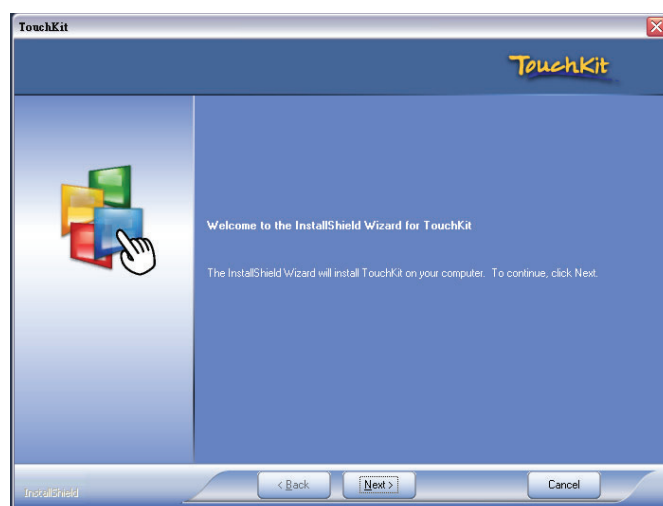 TouchKit
TouchKit
Welcome to the InstallShield Wizard for TouchKit
The InstallShield Wizard will install TouchKit on your computer. To continue, click Next.
InstallShield
< Back
Next >
Cancel